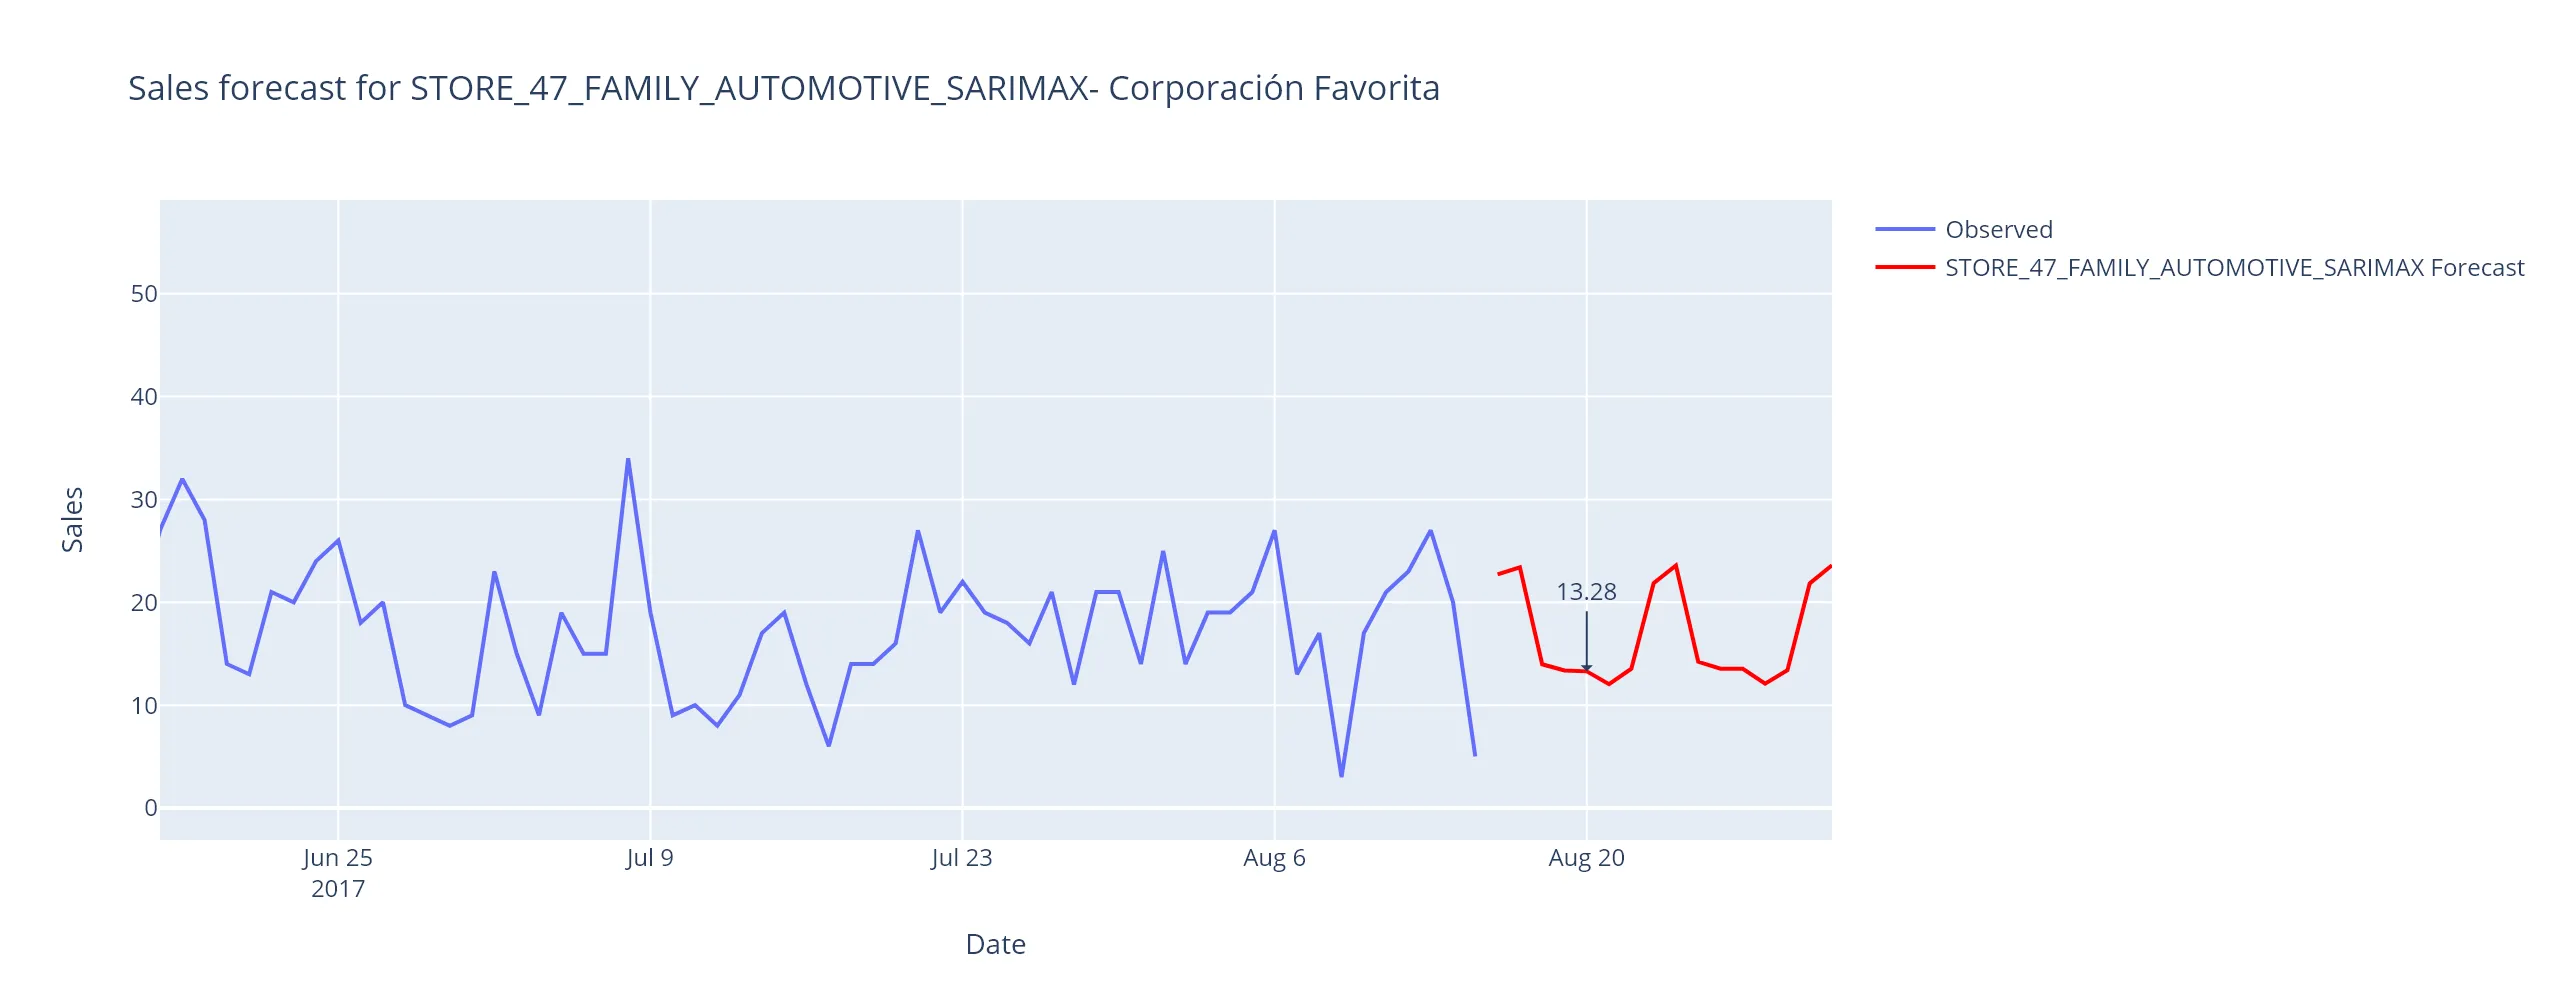 Sales forecast for STORE_47_FAMILY_AUTOMOTIVE_SARIMAX- Corporación Favorita
Observed
STORE_47_FAMILY_AUTOMOTIVE_SARIMAX Forecast
50
40
30
20
10
0
Sales
13.28
Jun 25
2017
Jul 9
Jul 23
Aug 6
Aug 20
Date